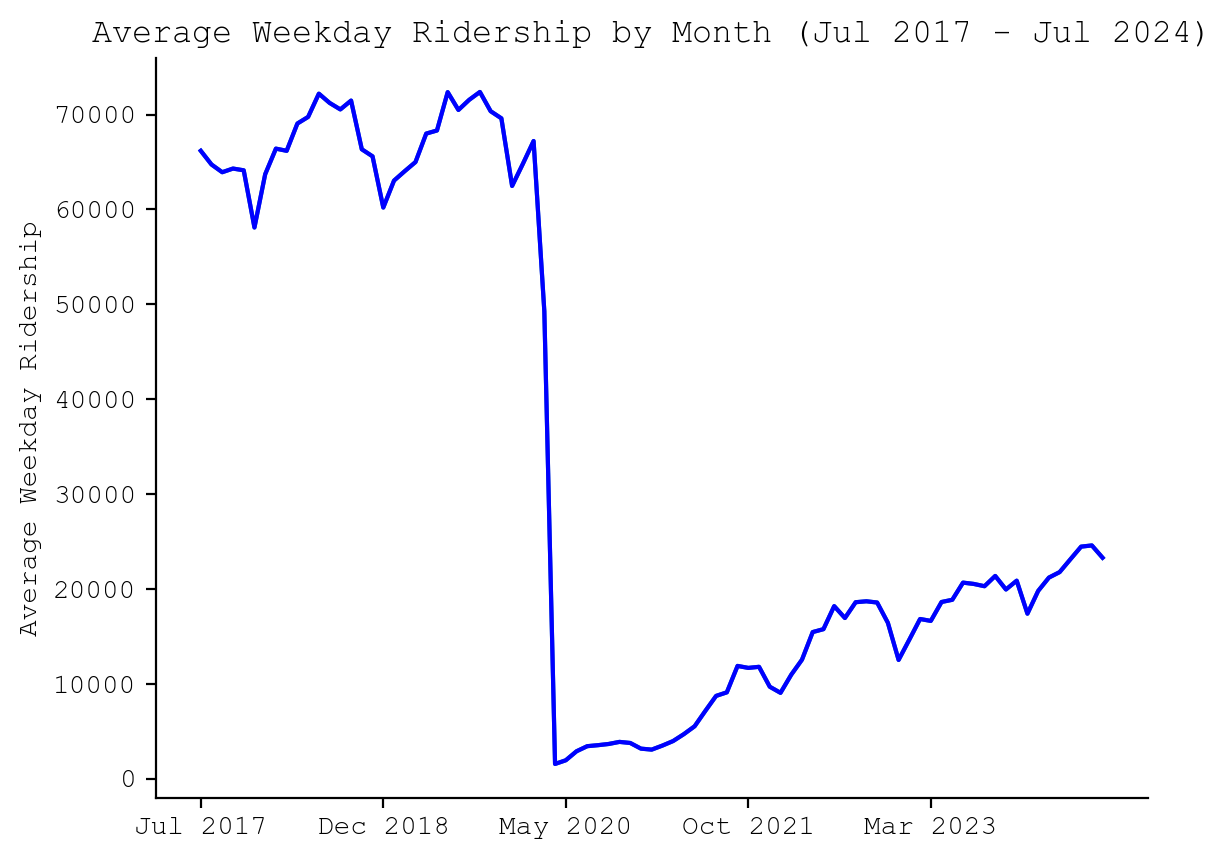 Average Weekday Ridership by Month (Jul 2017 - Jul 2024)
Average Weekday Ridership
70000
60000
50000
40000
30000
20000
10000
0
Jul 2017
Dec 2018
May 2020
Oct 2021
Mar 2023